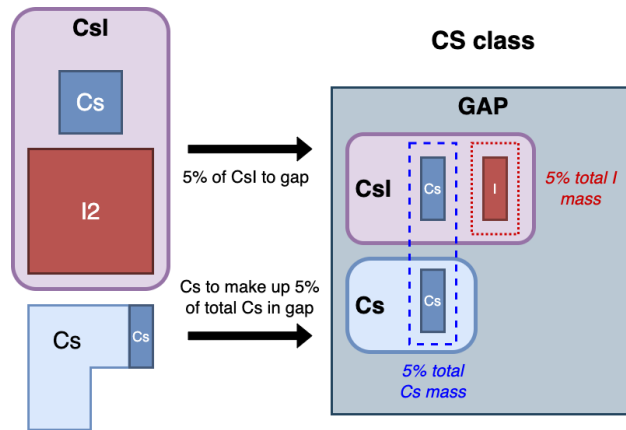 CsI
Cs
I2
Cs
Cs
5% of CsI to gap
Cs to make up 5%
of total Cs in gap
CS class
GAP
CsI
Cs
I
5% total I
mass
Cs
Cs
5% total
Cs mass